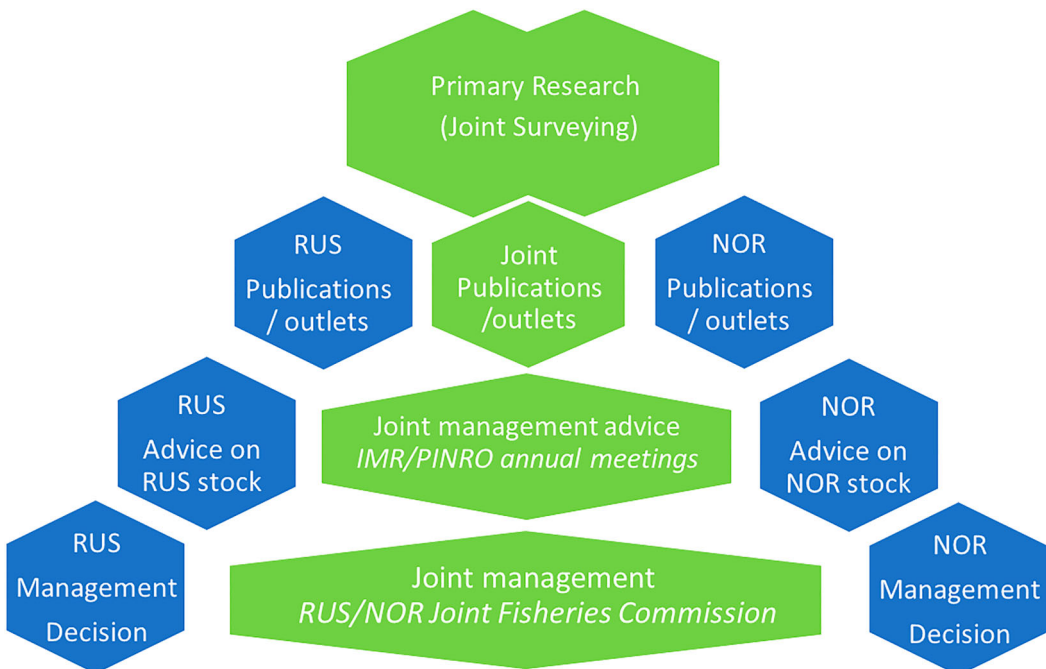 Primary Research
(Joint Surveying)
RUS
Publications
/ outlets
Joint
Publications
/outlets
NOR
Publications
/ outlets
RUS
Advice on
RUS stock
Joint management advice
IMR/PINRO annual meetings
NOR
Advice on
NOR stock
RUS
Management
Decision
Joint management
RUS/NOR Joint Fisheries Commission
NOR
Management
Decision